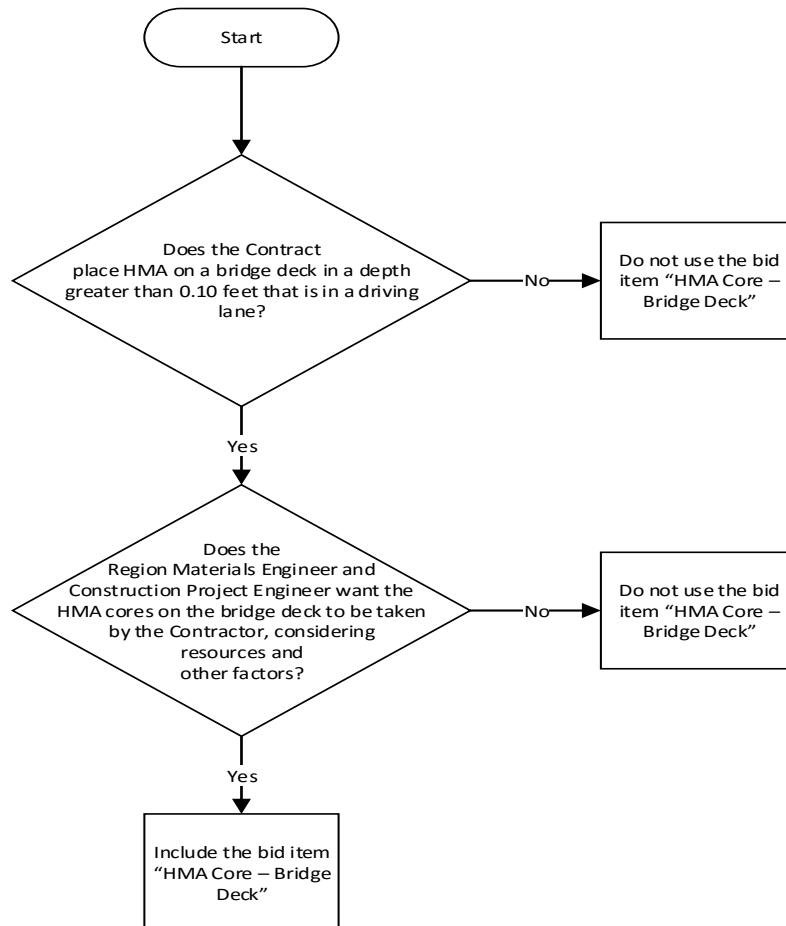 Start
Does the Contract
place HMA on a bridge deck in a depth
greater than 0.10 feet that is in a driving
lane?
No
Do not use the bid
item “HMA Core –
Bridge Deck”
Yes
Does the
Region Materials Engineer and
Construction Project Engineer want the
HMA cores on the bridge deck to be taken
by the Contractor, considering
resources and
other factors?
No
Do not use the bid
item “HMA Core –
Bridge Deck”
Yes
Include the bid item
“HMA Core – Bridge
Deck”